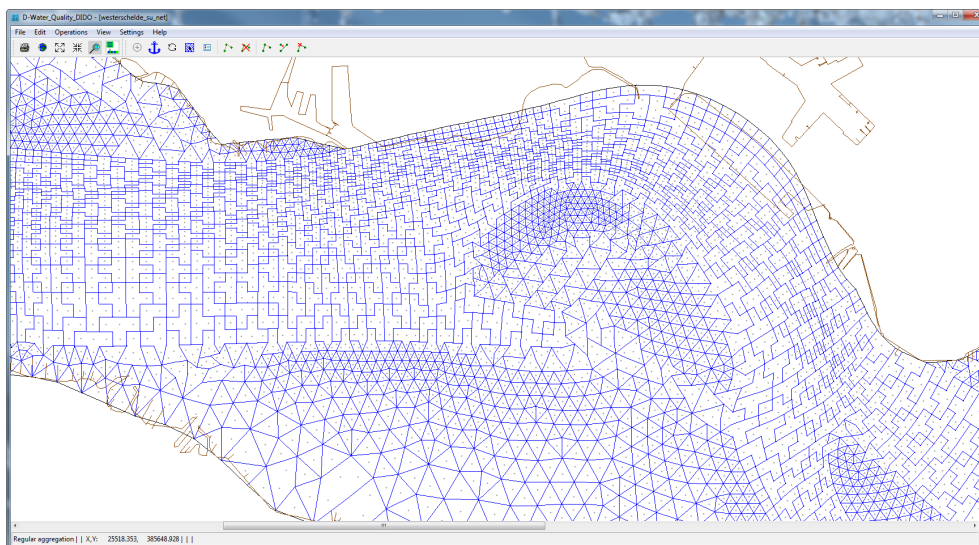 D-Water_Quality_DIDO - [westerschelde_su_net]
File Edit Operations View Settings Help
Regular aggregation | | X,Y: 25518.353, 385648.928 | | |